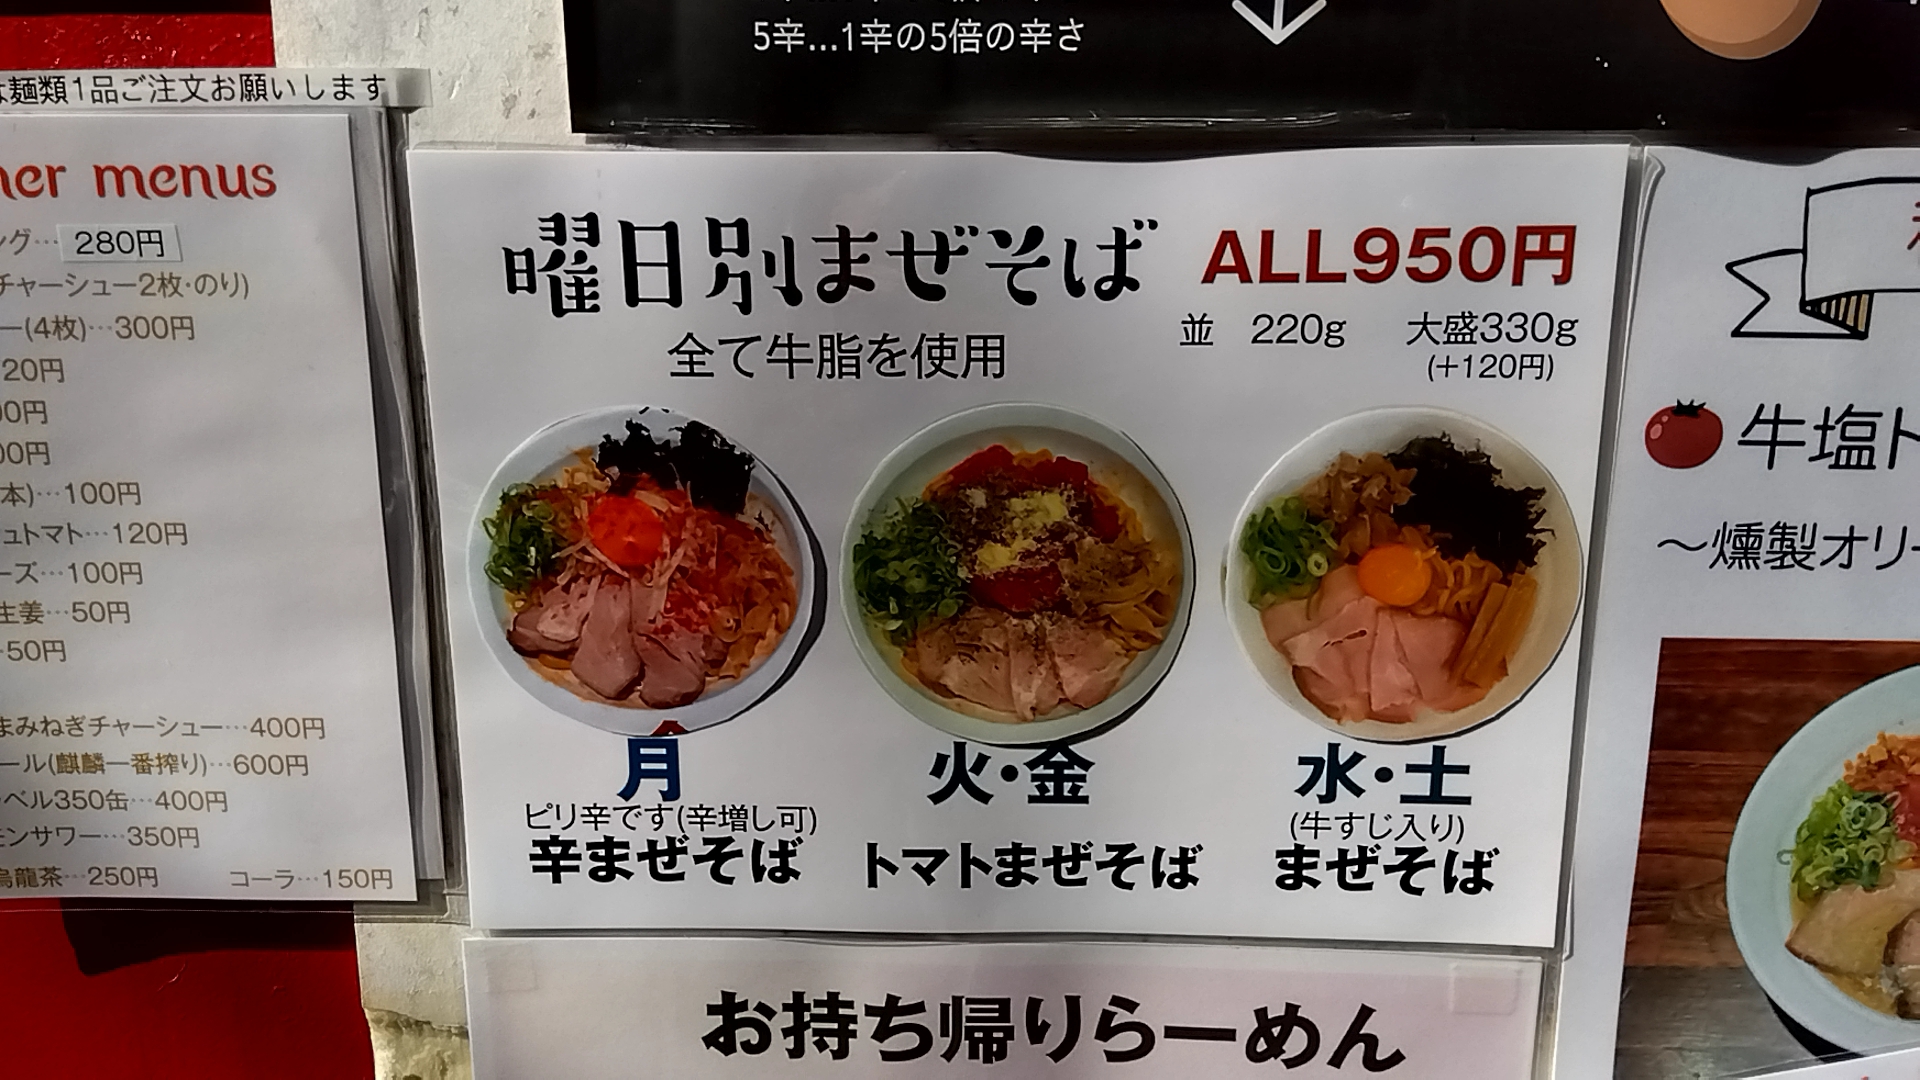 5辛…1辛の5倍の辛さ
麺類1品ご注文お願いします
menus
280円
チャーシュー2枚・のり)
(4枩)…300円
20円
00円
00円
本)…100円
トマト…120円
ーズ…100円
生姜…50円
50円
まみねぎチャーシュー…400円
ール(麒麟一番搾り)…600円
ベル350缶…400円
サワー…350円
烏龍茶…250円
コーラ…150円
曜日別まぜそば
ALL950円
全て牛脂を使用
並 220g 大盛330g
(+120円)
月
ピリ辛です(辛増し可)
辛まぜそば
火・金
トマトまぜそば
水・土
(牛すじ入り)
まぜそば
牛塩ト
～燻製オリ
お持ち帰りらーめん